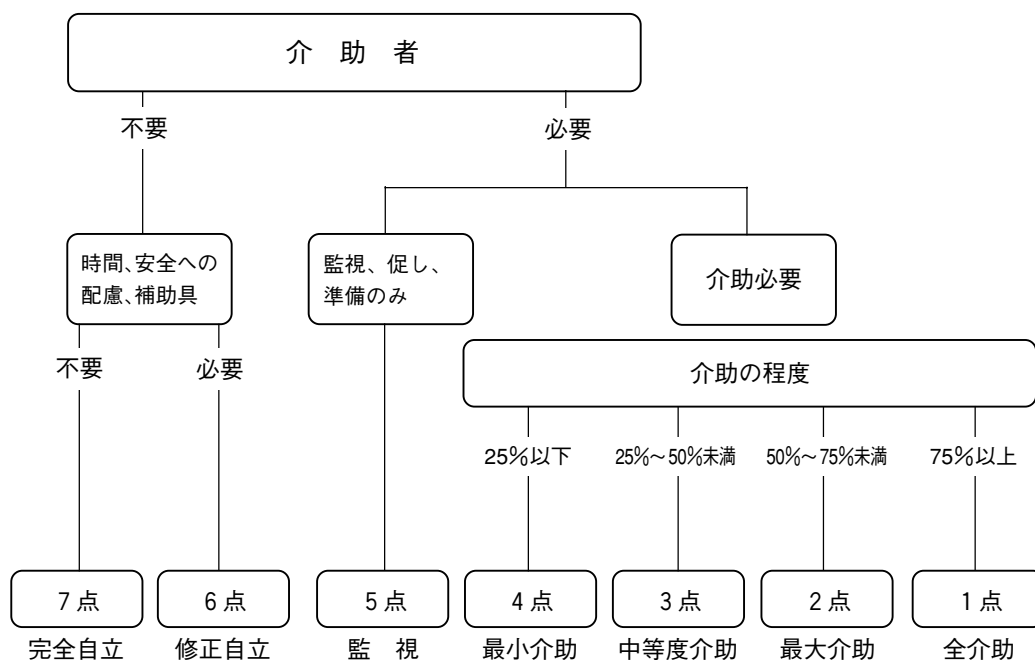 介 助 者
不要
必要
時間、安全への
配慮、補助具
監視、促し、
準備のみ
介助必要
不要
必要
介助の程度
25%以下
25%〜50%未満
50%〜75%未満
75%以上
7点
6点
5点
4点
3点
2点
1点
完全自立
修正自立
監 視
最小介助
中等度介助
最大介助
全介助